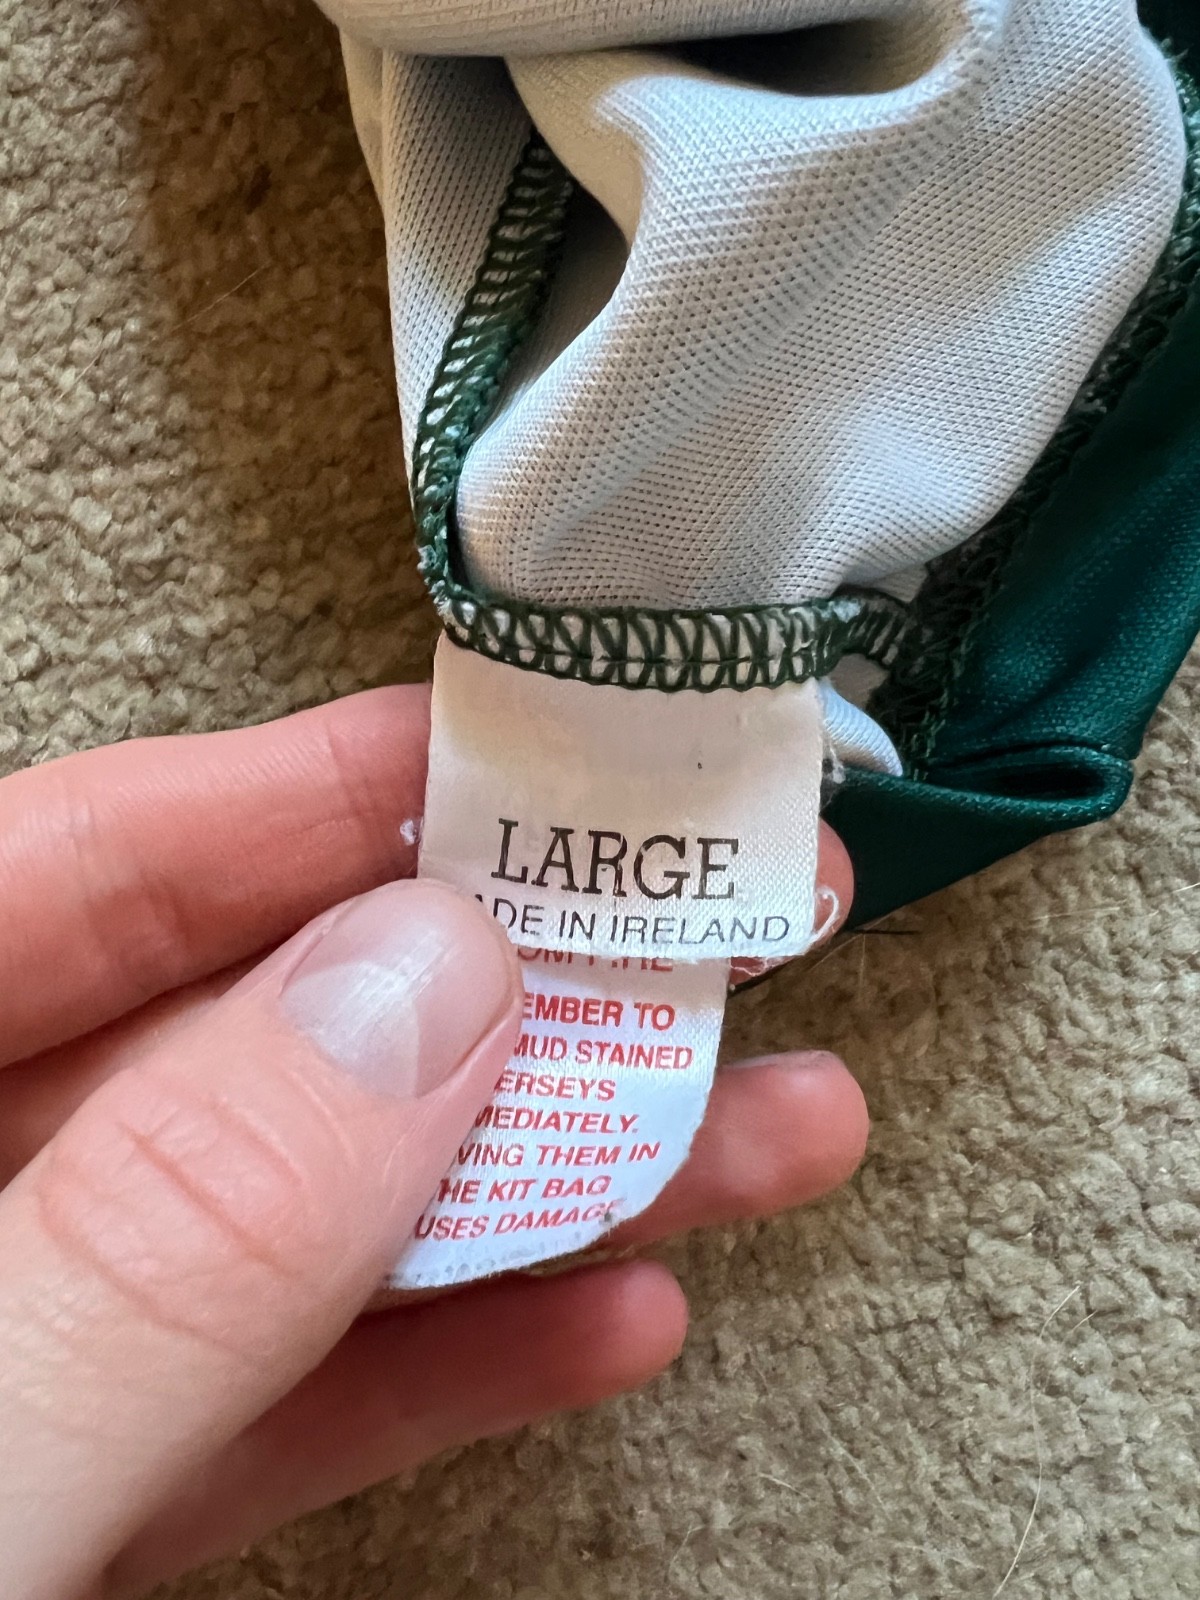 LARGE
ADE IN IRELAND
EMBER TO
MUD STAINED
ERSEYS
MEDIATELY.
VING THEM IN
HE KIT BAG
USES DAMAGE